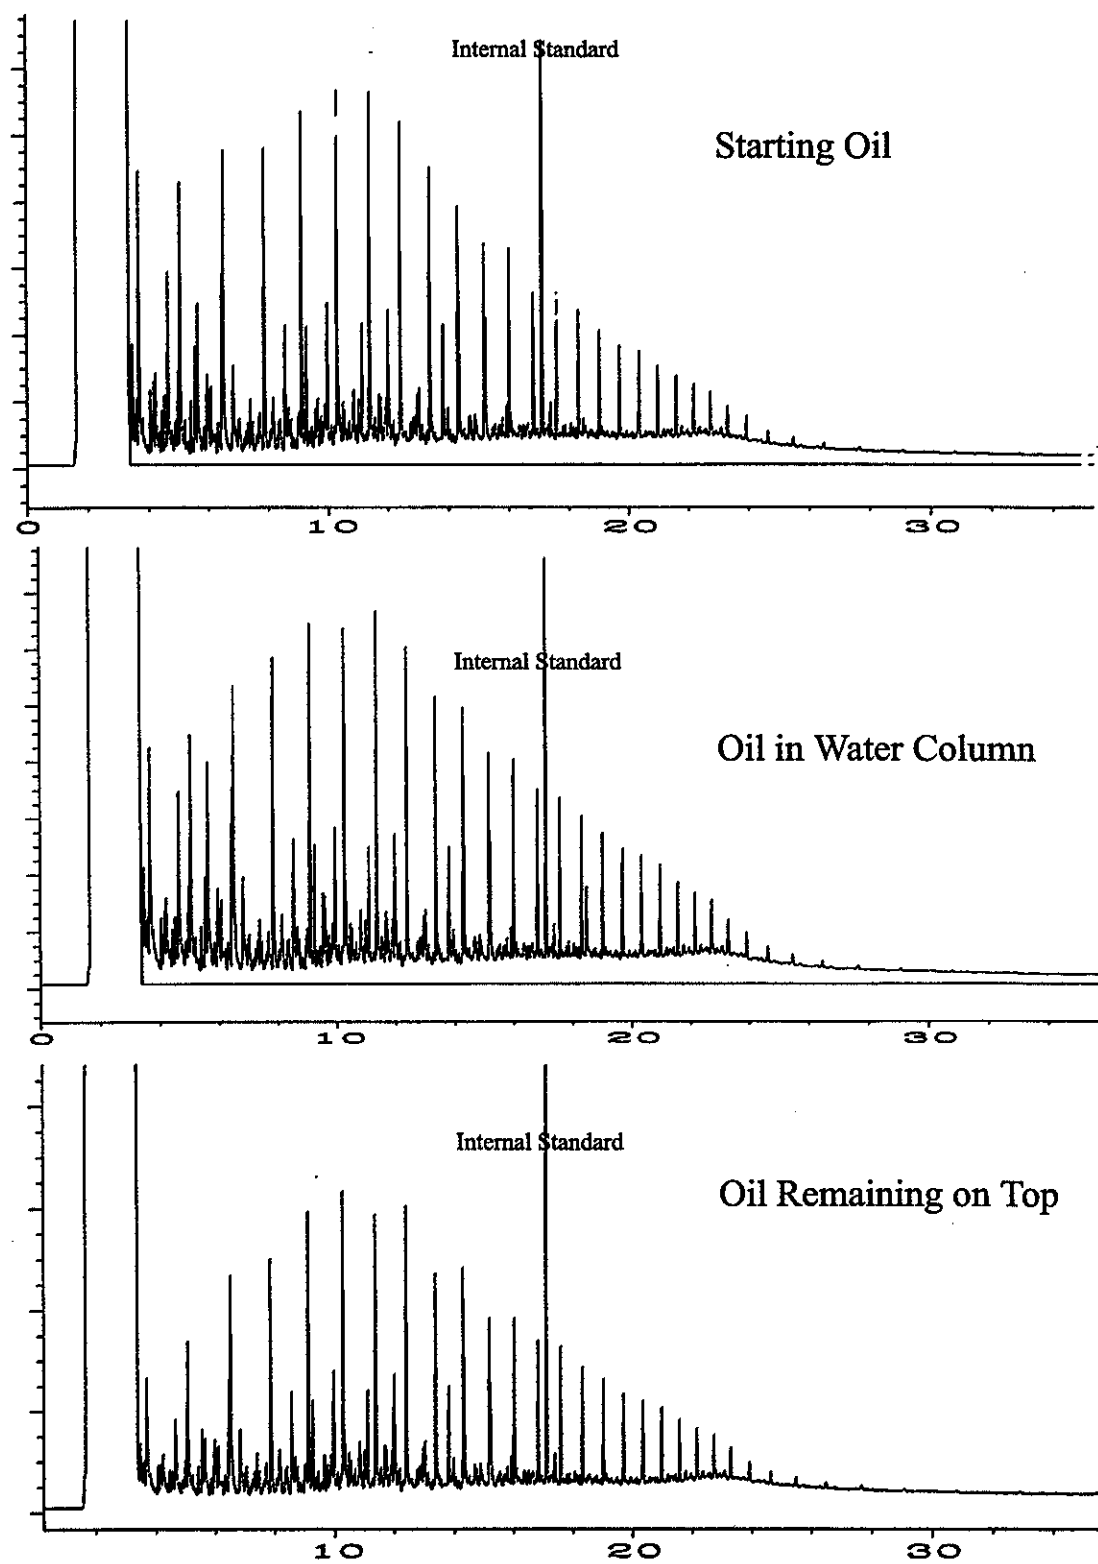 Internal Standard
Starting Oil
0 10 20 30
Internal Standard
Oil in Water Column
0 10 20 30
Internal Standard
Oil Remaining on Top
10 20 30